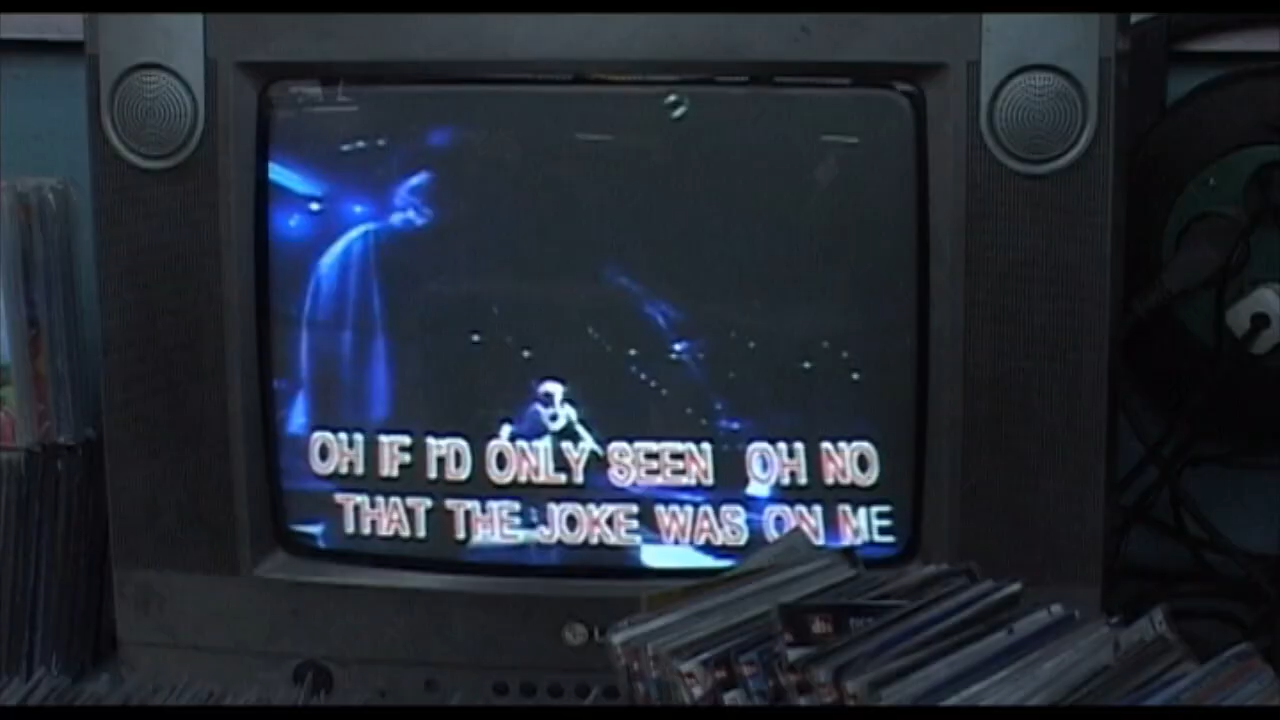 OH IF I'D ONLY SEEN OH NO
THAT THE JOKE WAS ON ME